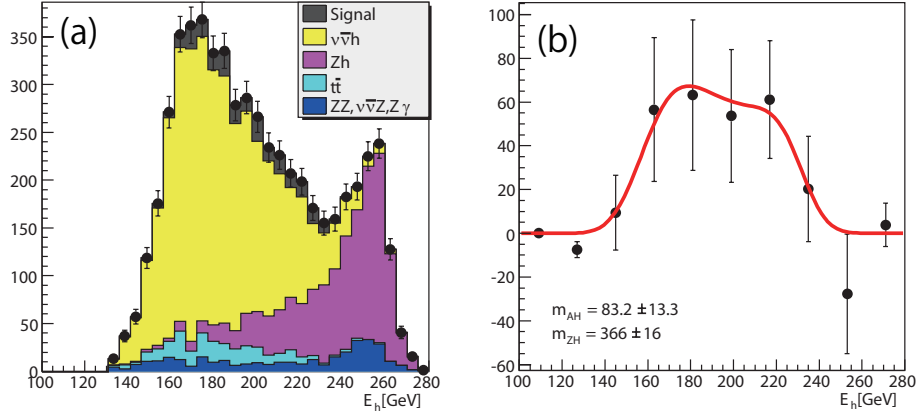 (a)
Signal
νν̄h
Zh
tt̄
ZZ, νν̄Z, Zγ
350
300
250
200
150
100
50
0
100 120 140 160 180 200 220 240 260 280
E_h[GeV]
(b)
100
80
60
40
20
0
-20
-40
-60
m_AH = 83.2 ±13.3
m_ZH = 366 ±16
100 120 140 160 180 200 220 240 260 280
E_h[GeV]